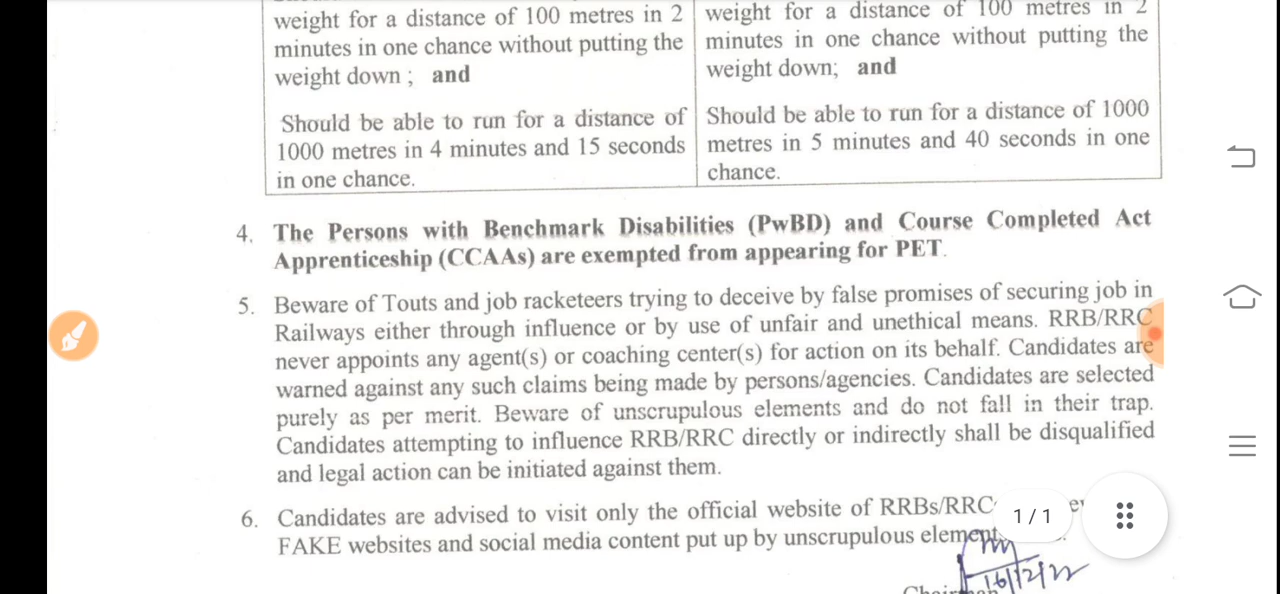 weight for a distance of 100 metres in 2
minutes in one chance without putting the
weight down ; and
Should be able to run for a distance of
1000 metres in 4 minutes and 15 seconds
in one chance.
weight for a distance of 100 metres in 2
minutes in one chance without putting the
weight down; and
Should be able to run for a distance of 1000
metres in 5 minutes and 40 seconds in one
chance.
4. The Persons with Benchmark Disabilities (PwBD) and Course Completed Act
Apprenticeship (CCAAs) are exempted from appearing for PET.
5. Beware of Touts and job racketeers trying to deceive by false promises of securing job in
Railways either through influence or by use of unfair and unethical means. RRB/RRC
never appoints any agent(s) or coaching center(s) for action on its behalf. Candidates are
warned against any such claims being made by persons/agencies. Candidates are selected
purely as per merit. Beware of unscrupulous elements and do not fall in their trap.
Candidates attempting to influence RRB/RRC directly or indirectly shall be disqualified
and legal action can be initiated against them.
6. Candidates are advised to visit only the official website of RRBs/RRC
FAKE websites and social media content put up by unscrupulous
1 / 1
16/12/22